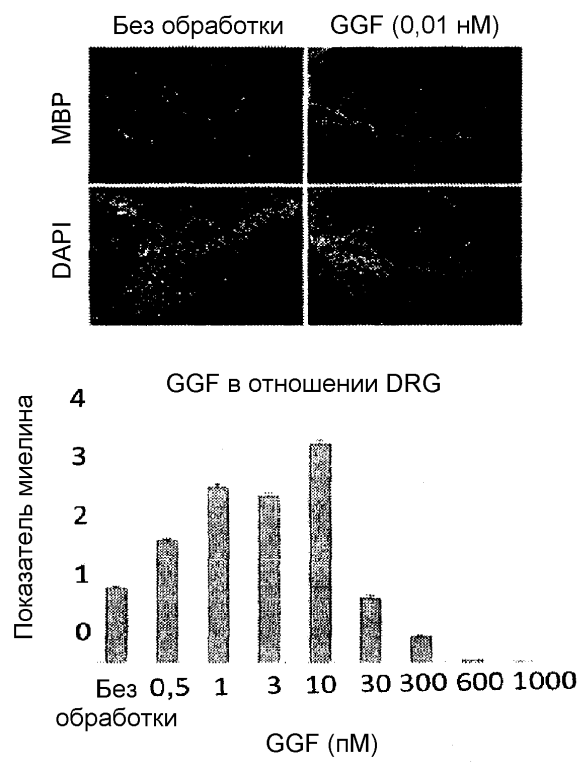 Без обработки GGF (0,01 нМ)
MBP
DAPI
GGF в отношении DRG
Показатель миелина
4
3
2
1
0
Без обработки 0,5 1 3 10 30 300 600 1000
GGF (пМ)